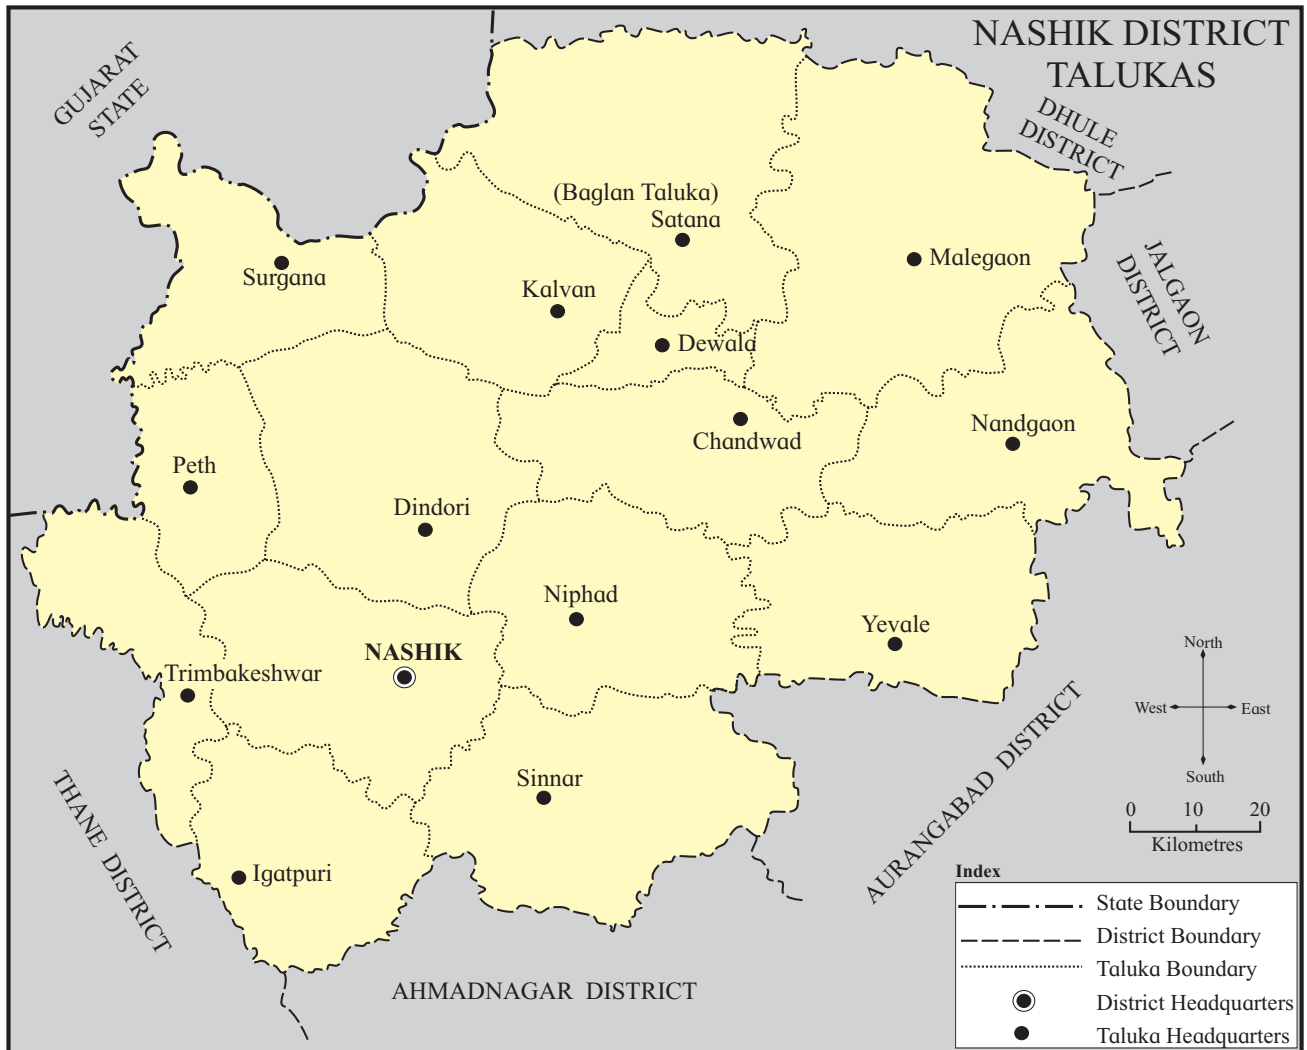 NASHIK DISTRICT
TALUKAS
GUJARAT
STATE
DHULE
DISTRICT
(Baglan Taluka)
Satana
Malegaon
JALGAON
DISTRICT
Surgana
Kalvan
Dewala
Chandwad
Nandgaon
Peth
Dindori
Niphad
Yevale
NASHIK
Trimbakeshwar
North
West
East
South
Sinnar
0 10 20
Kilometres
THANE DISTRICT
AURANGABAD DISTRICT
Igatpuri
AHMADNAGAR DISTRICT
Index
State Boundary
District Boundary
Taluka Boundary
District Headquarters
Taluka Headquarters